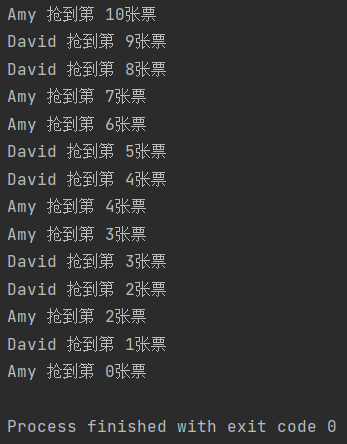 Amy 抢到第 10张票
David 抢到第 9张票
David 抢到第 8张票
Amy 抢到第 7张票
Amy 抢到第 6张票
David 抢到第 5张票
David 抢到第 4张票
Amy 抢到第 4张票
Amy 抢到第 3张票
David 抢到第 3张票
David 抢到第 2张票
Amy 抢到第 2张票
David 抢到第 1张票
Amy 抢到第 0张票
Process finished with exit code 0